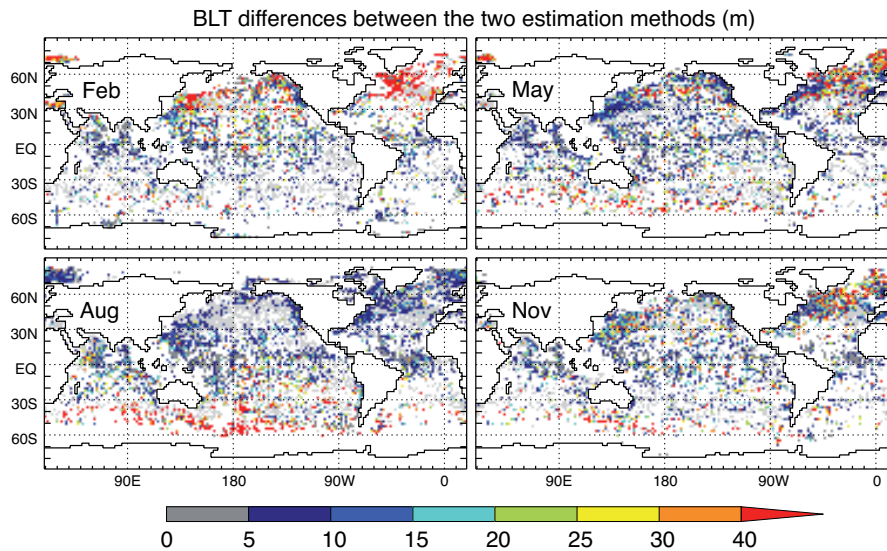 BLT differences between the two estimation methods (m)
60N Feb May
30N
EQ
30S
60S
60N Aug Nov
30N
EQ
30S
60S
90E 180 90W 0 90E 180 90W 0
0 5 10 15 20 25 30 40